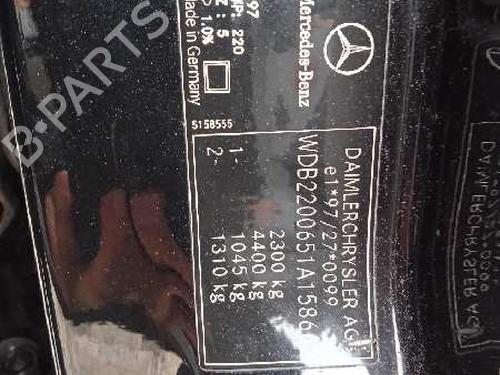 Mercedes-Benz
97
220
: 5
1.0%
Made in Germany
5158555
DAIMLERCHRYSLER AG
e1*97/27*0099
WDB2200651A1586
2300 kg
4400 kg
1- 1045 kg
2- 1310 kg